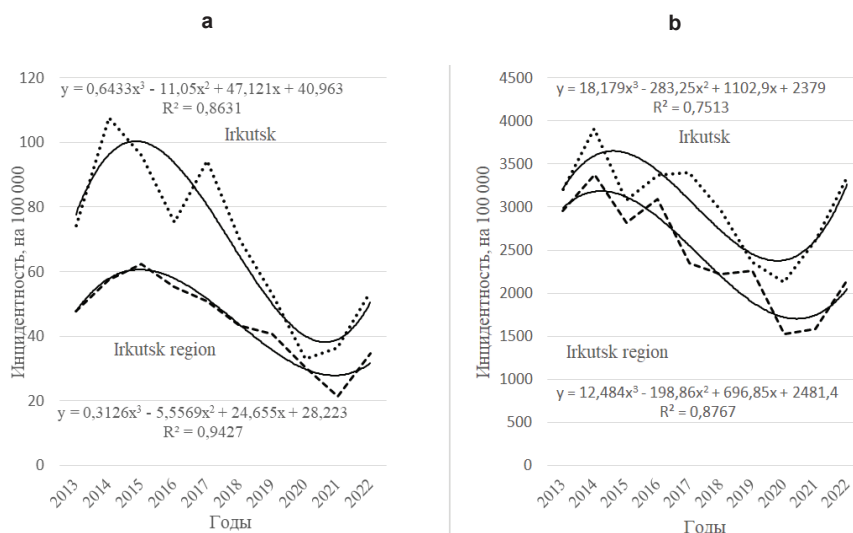 a
120
100
80
60
40
20
0
y = 0,6433x³ - 11,05x² + 47,121x + 40,963
R² = 0,8631
Irkutsk
Irkutsk region
y = 0,3126x³ - 5,5569x² + 24,655x + 28,223
R² = 0,9427
Инцидентность, на 100 000
2013
2014
2015
2016
2017
2018
2019
2020
2021
2022
Годы
b
4500
4000
3500
3000
2500
2000
1500
1000
500
0
y = 18,179x³ - 283,25x² + 1102,9x + 2379
R² = 0,7513
Irkutsk
Irkutsk region
y = 12,484x³ - 198,86x² + 696,85x + 2481,4
R² = 0,8767
Инцидентность, на 100 000
2013
2014
2015
2016
2017
2018
2019
2020
2021
2022
Годы